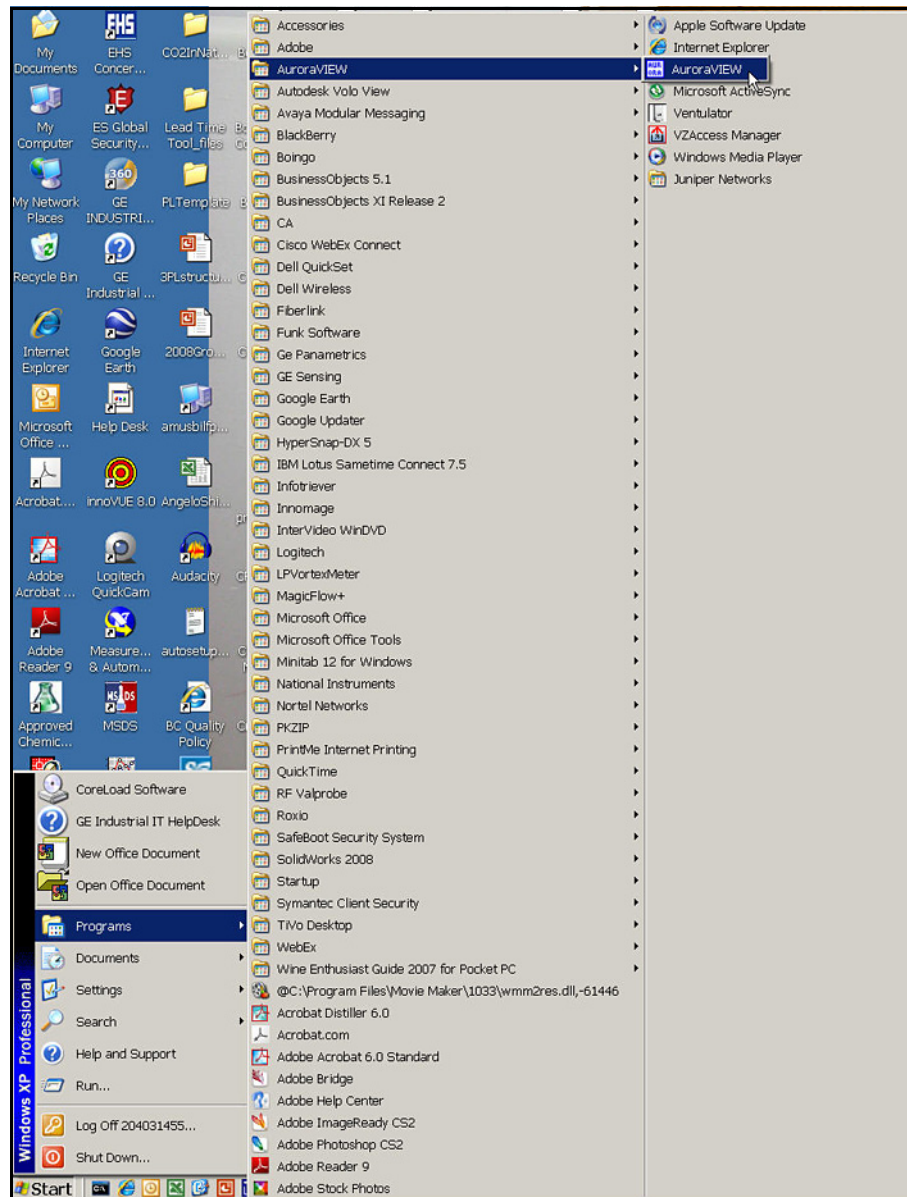 My Documents
EHS Concer...
CO2InNat...
My Computer
ES Global Security...
Lead Time Tool_files
My Network Places
GE INDUSTRI...
PLTemplate
Recycle Bin
GE Industrial ...
3PLstructu...
Internet Explorer
Google Earth
2008Gro...
Microsoft Office ...
Help Desk
amusbilfp...
Acrobat....
innoVUE 8.0
AngeloShi...
Adobe Acrobat ...
Logitech QuickCam
Audacity
Adobe Reader 9
Measure... & Autom...
autosetup...
Approved Chemic...
MSDS
BC Quality Policy
Windows XP Professional
CoreLoad Software
GE Industrial IT HelpDesk
New Office Document
Open Office Document
Programs
Documents
Settings
Search
Help and Support
Run...
Log Off 204031455...
Shut Down...
Start
Accessories
Adobe
AuroraVIEW
Autodesk Volo View
Avaya Modular Messaging
BlackBerry
Boingo
BusinessObjects 5.1
BusinessObjects XI Release 2
CA
Cisco WebEx Connect
Dell QuickSet
Dell Wireless
Fiberlink
Funk Software
Ge Panametrics
GE Sensing
Google Earth
Google Updater
HyperSnap-DX 5
IBM Lotus Sametime Connect 7.5
Infotriever
Innomage
InterVideo WinDVD
Logitech
LPVortexMeter
MagicFlow+
Microsoft Office
Microsoft Office Tools
Minitab 12 for Windows
National Instruments
Nortel Networks
PKZIP
PrintMe Internet Printing
QuickTime
RF Valprobe
Roxio
SafeBoot Security System
SolidWorks 2008
Startup
Symantec Client Security
TiVo Desktop
WebEx
Wine Enthusiast Guide 2007 for Pocket PC
@C:\Program Files\Movie Maker\1033\wmm2res.dll,-61446
Acrobat Distiller 6.0
Acrobat.com
Adobe Acrobat 6.0 Standard
Adobe Bridge
Adobe Help Center
Adobe ImageReady CS2
Adobe Photoshop CS2
Adobe Reader 9
Adobe Stock Photos
Apple Software Update
Internet Explorer
AuroraVIEW
Microsoft ActiveSync
Ventulator
VZAccess Manager
Windows Media Player
Juniper Networks